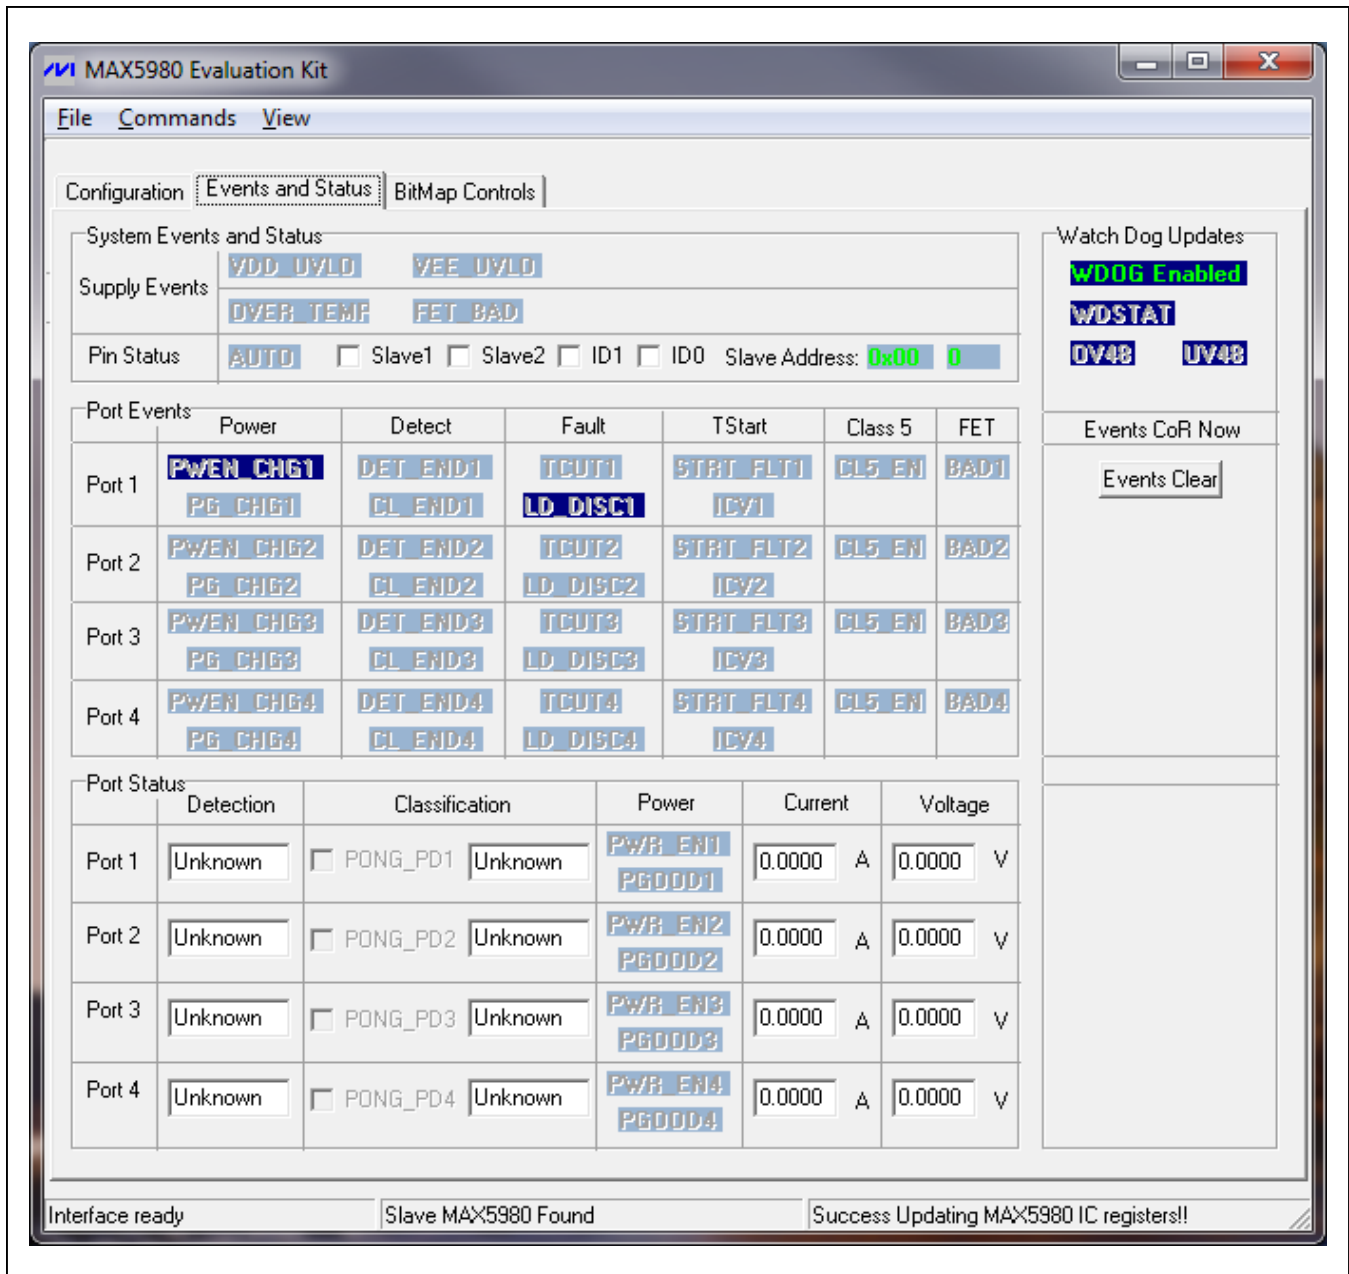 MAX5980 Evaluation Kit
File Commands View
Configuration Events and Status BitMap Controls
System Events and Status
Supply Events VDD_UVLO VEE_UVLO
OVER_TEMP FET_BAD
Pin Status AUTO Slave1 Slave2 ID1 ID0 Slave Address: 0x00 0
Watch Dog Updates
WDOG Enabled
WDSTAT
OV48 UV48
Events CoR Now
Events Clear
Port Events
Power Detect Fault TStart Class 5 FET
Port 1 PWEN_CHG1 DET_END1 TCUT1 STRT_FLT1 CL5_EN BAD1
PG_CHG1 CL_END1 LD_DISC1 ICV1
Port 2 PWEN_CHG2 DET_END2 TCUT2 STRT_FLT2 CL5_EN BAD2
PG_CHG2 CL_END2 LD_DISC2 ICV2
Port 3 PWEN_CHG3 DET_END3 TCUT3 STRT_FLT3 CL5_EN BAD3
PG_CHG3 CL_END3 LD_DISC3 ICV3
Port 4 PWEN_CHG4 DET_END4 TCUT4 STRT_FLT4 CL5_EN BAD4
PG_CHG4 CL_END4 LD_DISC4 ICV4
Port Status
Detection Classification Power Current Voltage
Port 1 Unknown PONG_PD1 Unknown PWR_EN1 0.0000 A 0.0000 V
PGOOD1
Port 2 Unknown PONG_PD2 Unknown PWR_EN2 0.0000 A 0.0000 V
PGOOD2
Port 3 Unknown PONG_PD3 Unknown PWR_EN3 0.0000 A 0.0000 V
PGOOD3
Port 4 Unknown PONG_PD4 Unknown PWR_EN4 0.0000 A 0.0000 V
PGOOD4
Interface ready Slave MAX5980 Found Success Updating MAX5980 IC registers!!